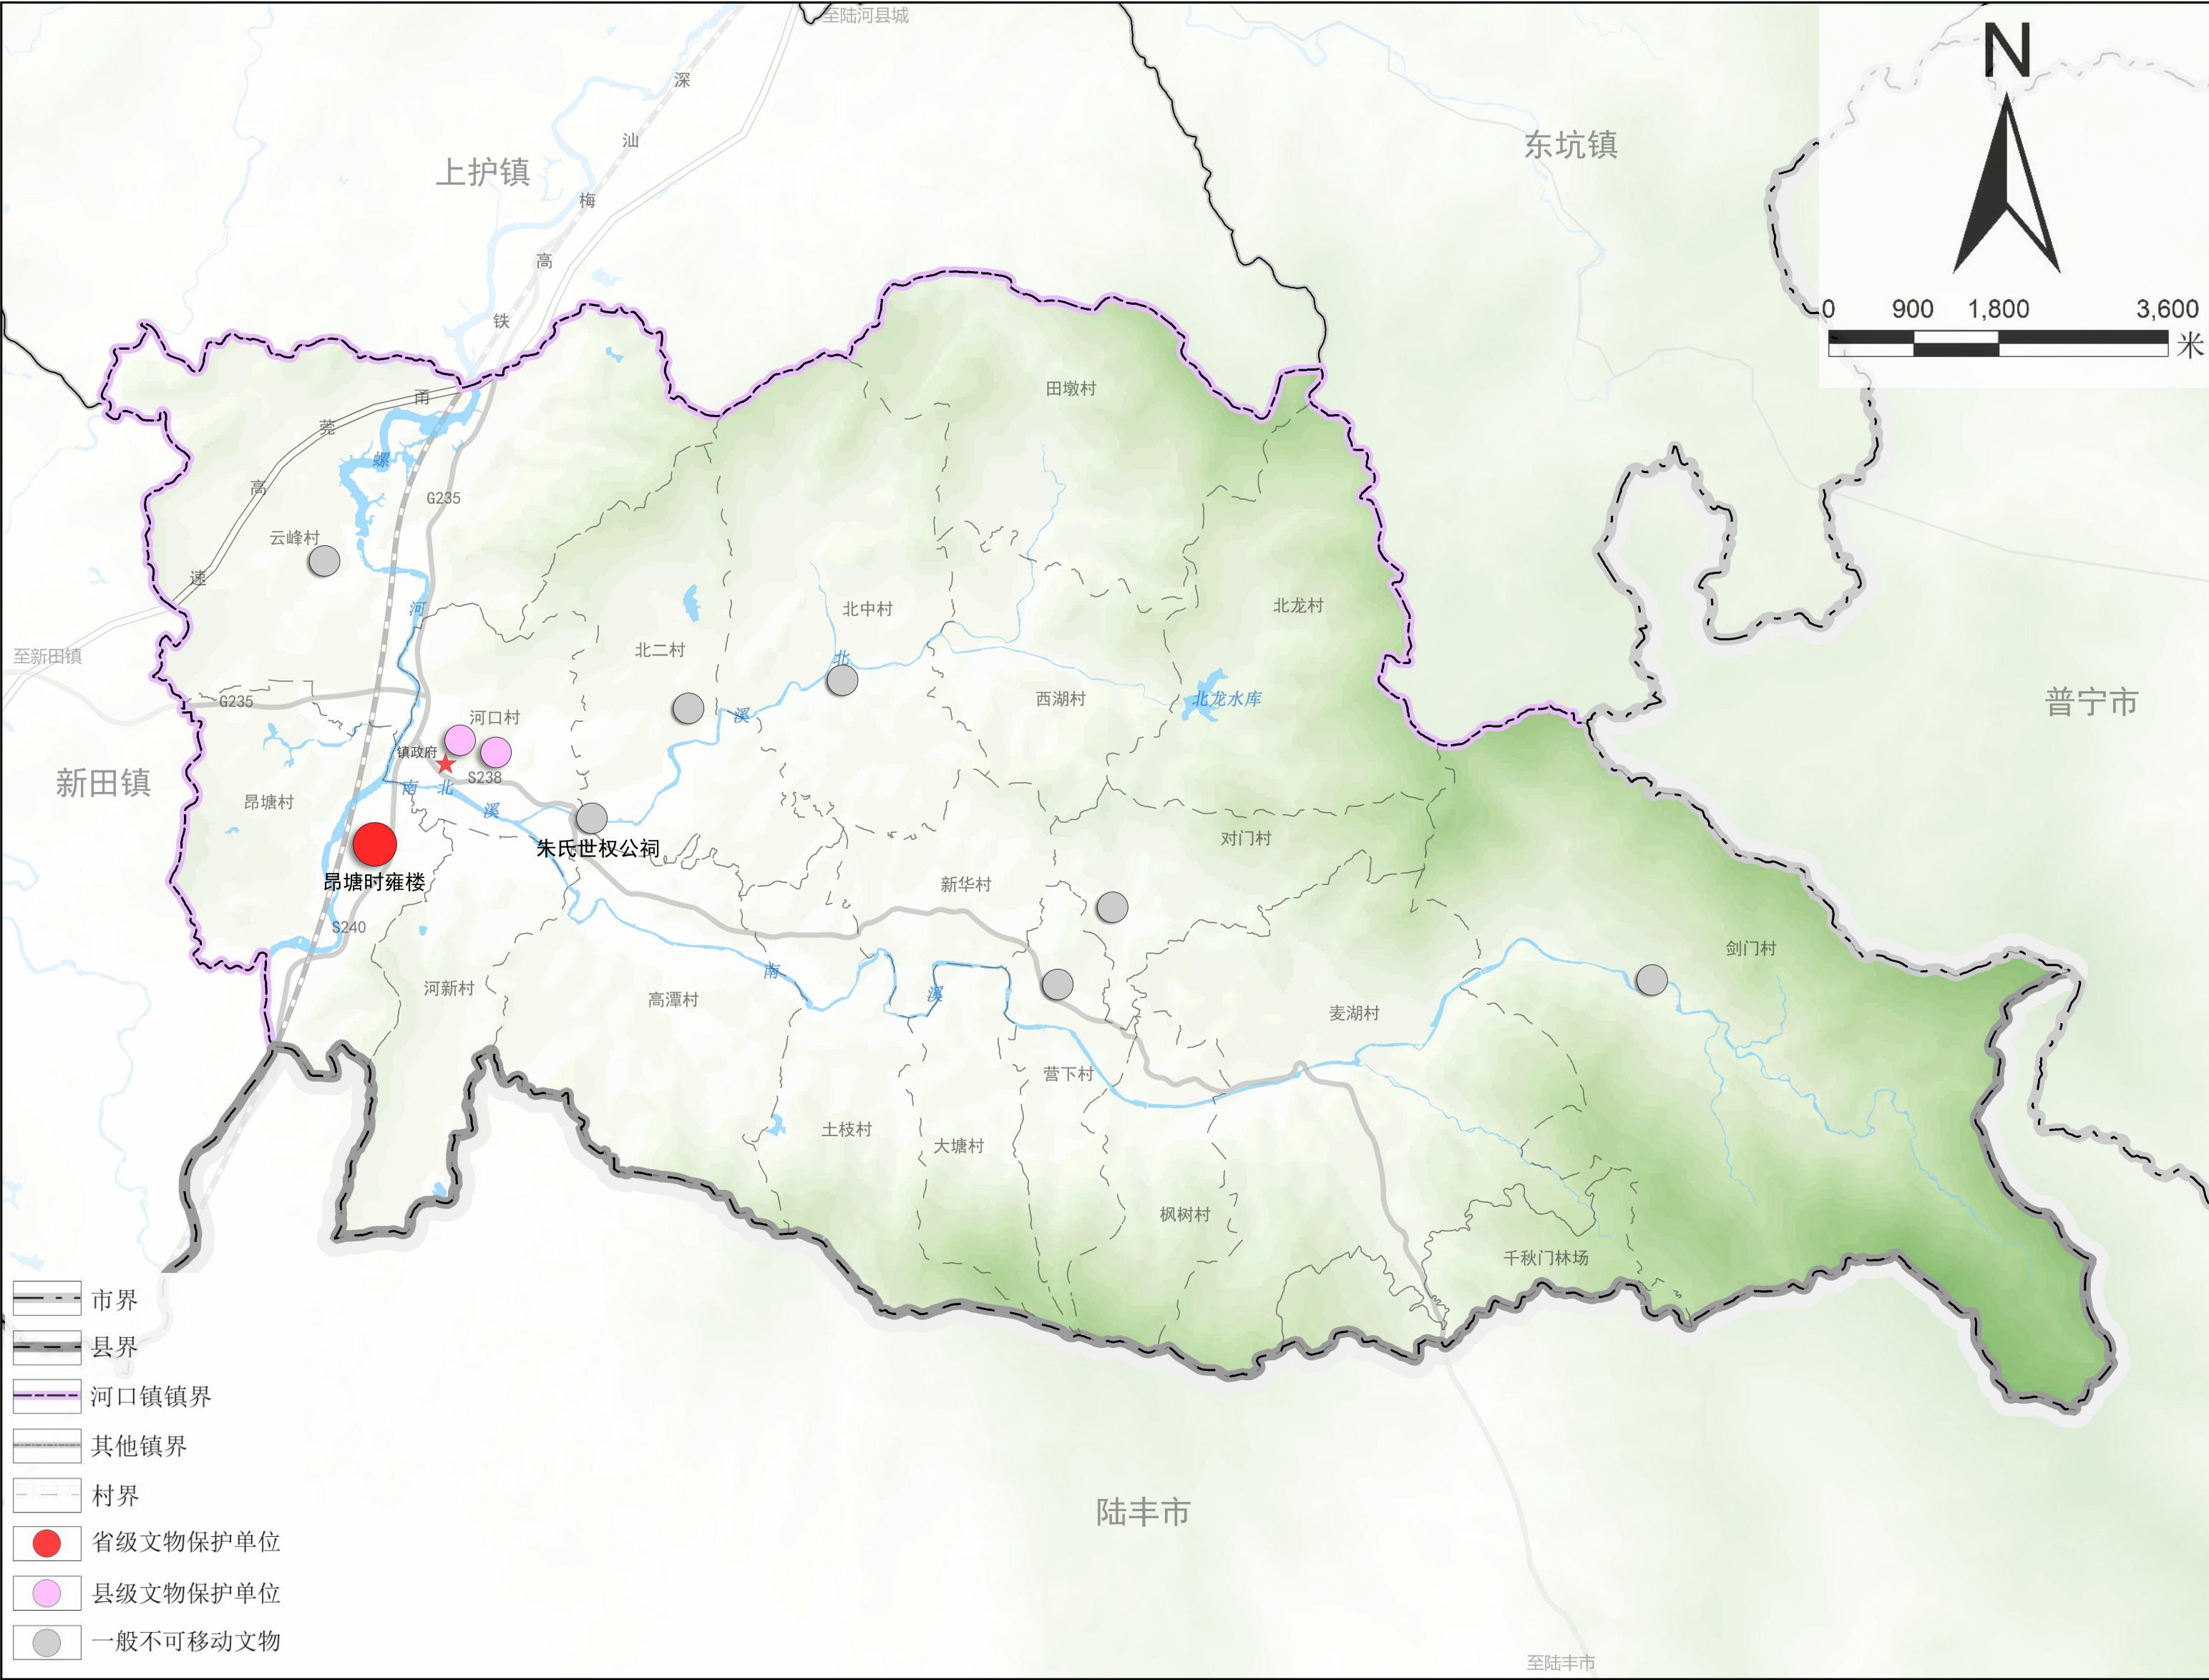 至陆河县城
N
深
汕
梅
高
铁
上护镇
东坑镇
0 900 1,800 3,600
米
甬
莞
高
速
田墩村
螺
河
G235
云峰村
北中村
北龙村
北二村
北
溪
至新田镇
G235
西湖村
北龙水库
普宁市
河口村
镇政府
S238
新田镇
南
北
溪
昂塘村
对门村
朱氏世权公祠
昂塘时雍楼
新华村
S240
剑门村
南
溪
河新村
高潭村
麦湖村
营下村
土枝村
大塘村
枫树村
千秋门林场
市界
县界
河口镇镇界
其他镇界
村界
省级文物保护单位
县级文物保护单位
一般不可移动文物
陆丰市
至陆丰市